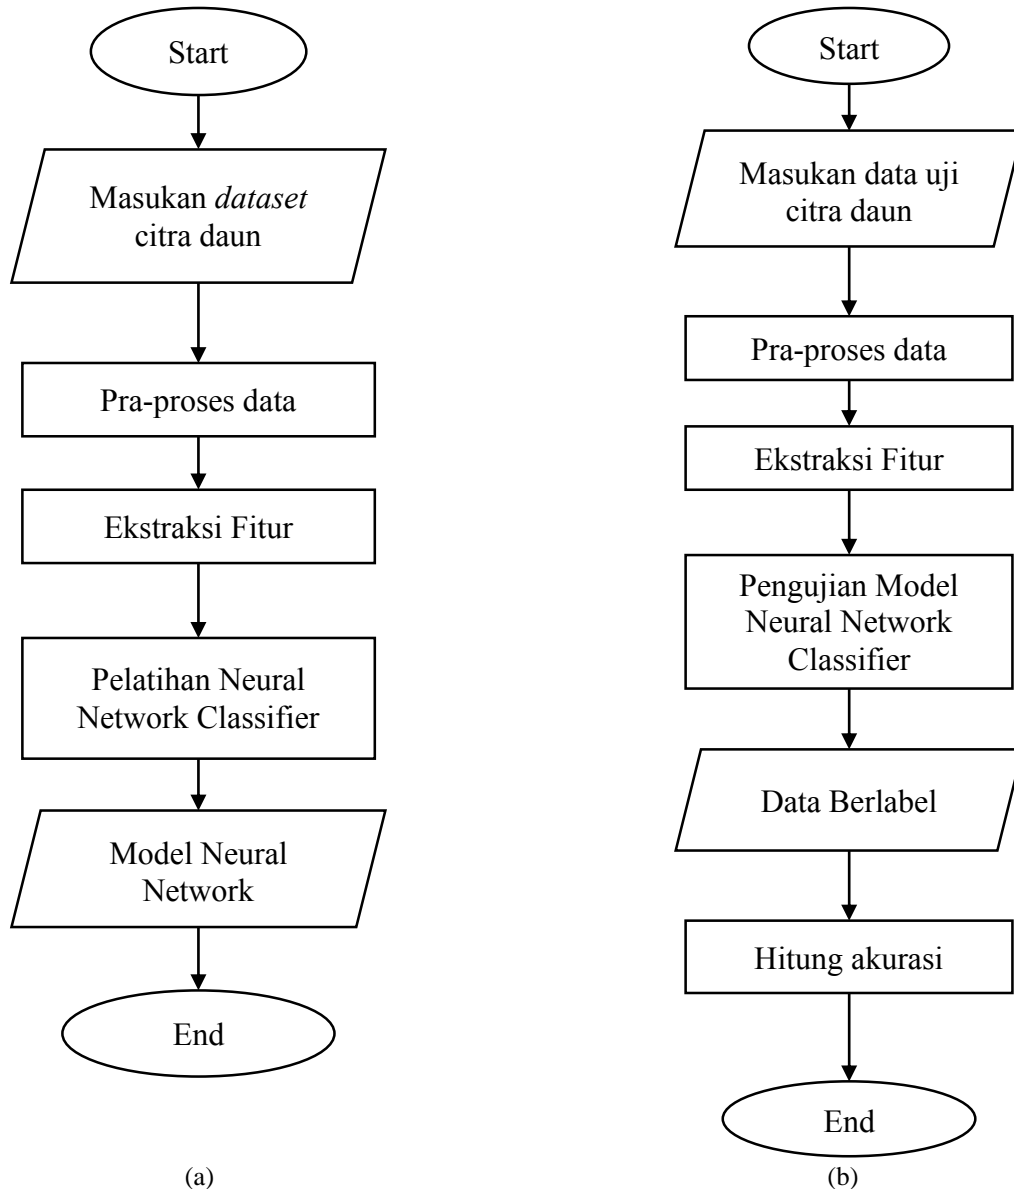 Start
Masukan dataset
citra daun
Pra-proses data
Ekstraksi Fitur
Pelatihan Neural
Network Classifier
Model Neural
Network
End
(a)
Start
Masukan data uji
citra daun
Pra-proses data
Ekstraksi Fitur
Pengujian Model
Neural Network
Classifier
Data Berlabel
Hitung akurasi
End
(b)